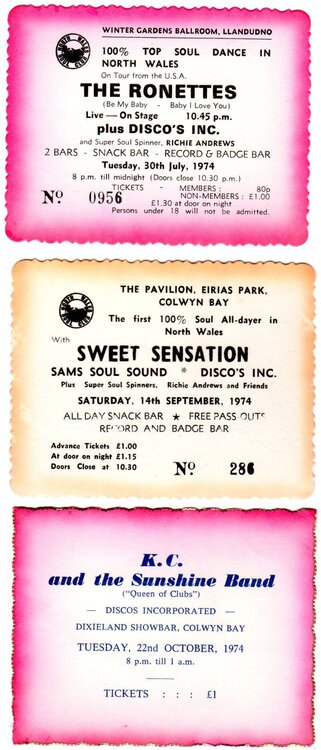 WINTER GARDENS BALLROOM, LLANDUDNO
100% TOP SOUL DANCE IN
NORTH WALES
On Tour from the U.S.A.
THE RONETTES
(Be My Baby - Baby I Love You)
Live — On Stage 10.45 p.m.
plus DISCO'S INC.
and Super Soul Spinner, RICHIE ANDREWS
2 BARS - SNACK BAR - RECORD & BADGE BAR
Tuesday, 30th July, 1974
8 p.m. till midnight (Doors close 10.30 p.m.)
TICKETS - MEMBERS: 80p
NON-MEMBERS: £1.00
Nº 0956
£1.30 at door on night
Persons under 18 will not be admitted.
THE PAVILION, EIRIAS PARK,
COLWYN BAY
The first 100% Soul All-dayer in
North Wales
With
SWEET SENSATION
SAMS SOUL SOUND * DISCO'S INC.
Plus Super Soul Spinners, Richie Andrews and Friends
SATURDAY, 14th SEPTEMBER, 1974
ALL DAY SNACK BAR ★ FREE PASS OUTS
RECORD AND BADGE BAR
Advance Tickets £1.00
At door on night £1.15
Doors Close at 10.30
Nº 286
K.C.
and the Sunshine Band
("Queen of Clubs")
— DISCOS INCORPORATED —
DIXIELAND SHOWBAR, COLWYN BAY
TUESDAY, 22nd OCTOBER, 1974
8 p.m. till 1 a.m.
TICKETS : : : £1